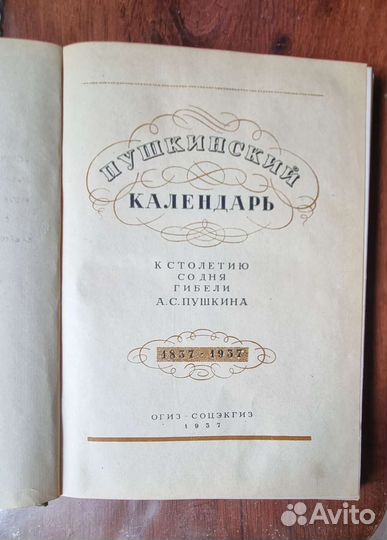 ПУШКИНСКИЙ
КАЛЕНДАРЬ
К СТОЛЕТИЮ
СО ДНЯ
ГИБЕЛИ
А.С.ПУШКИНА
1837-1937
ОГИЗ-СОЦЭКГИЗ
1937
Avito